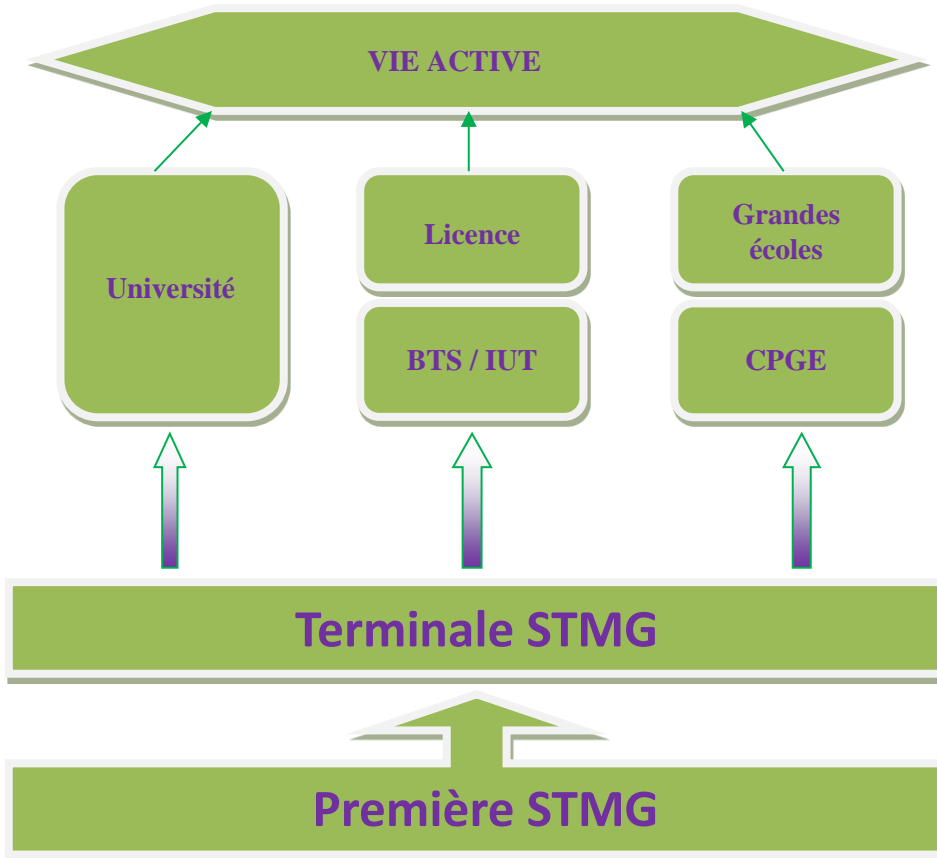 VIE ACTIVE
Université
Licence
BTS / IUT
Grandes
écoles
CPGE
Terminale STMG
Première STMG